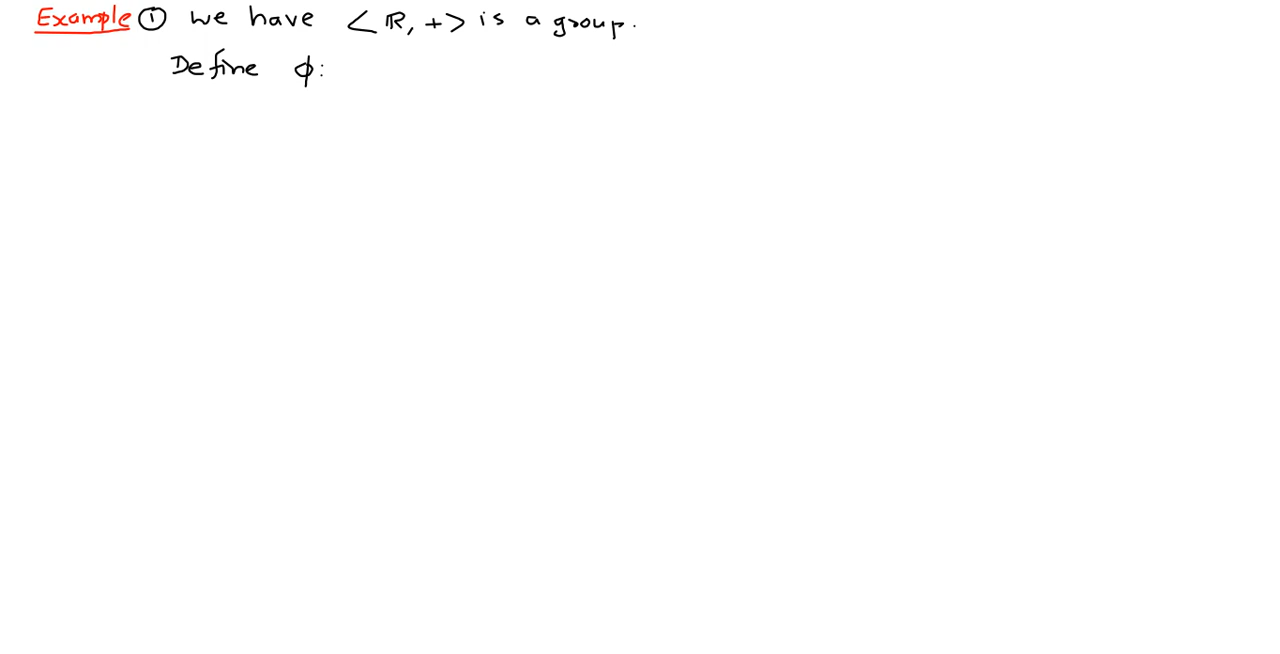 Example ① we have < ℝ, + > is a group.
Define ϕ: